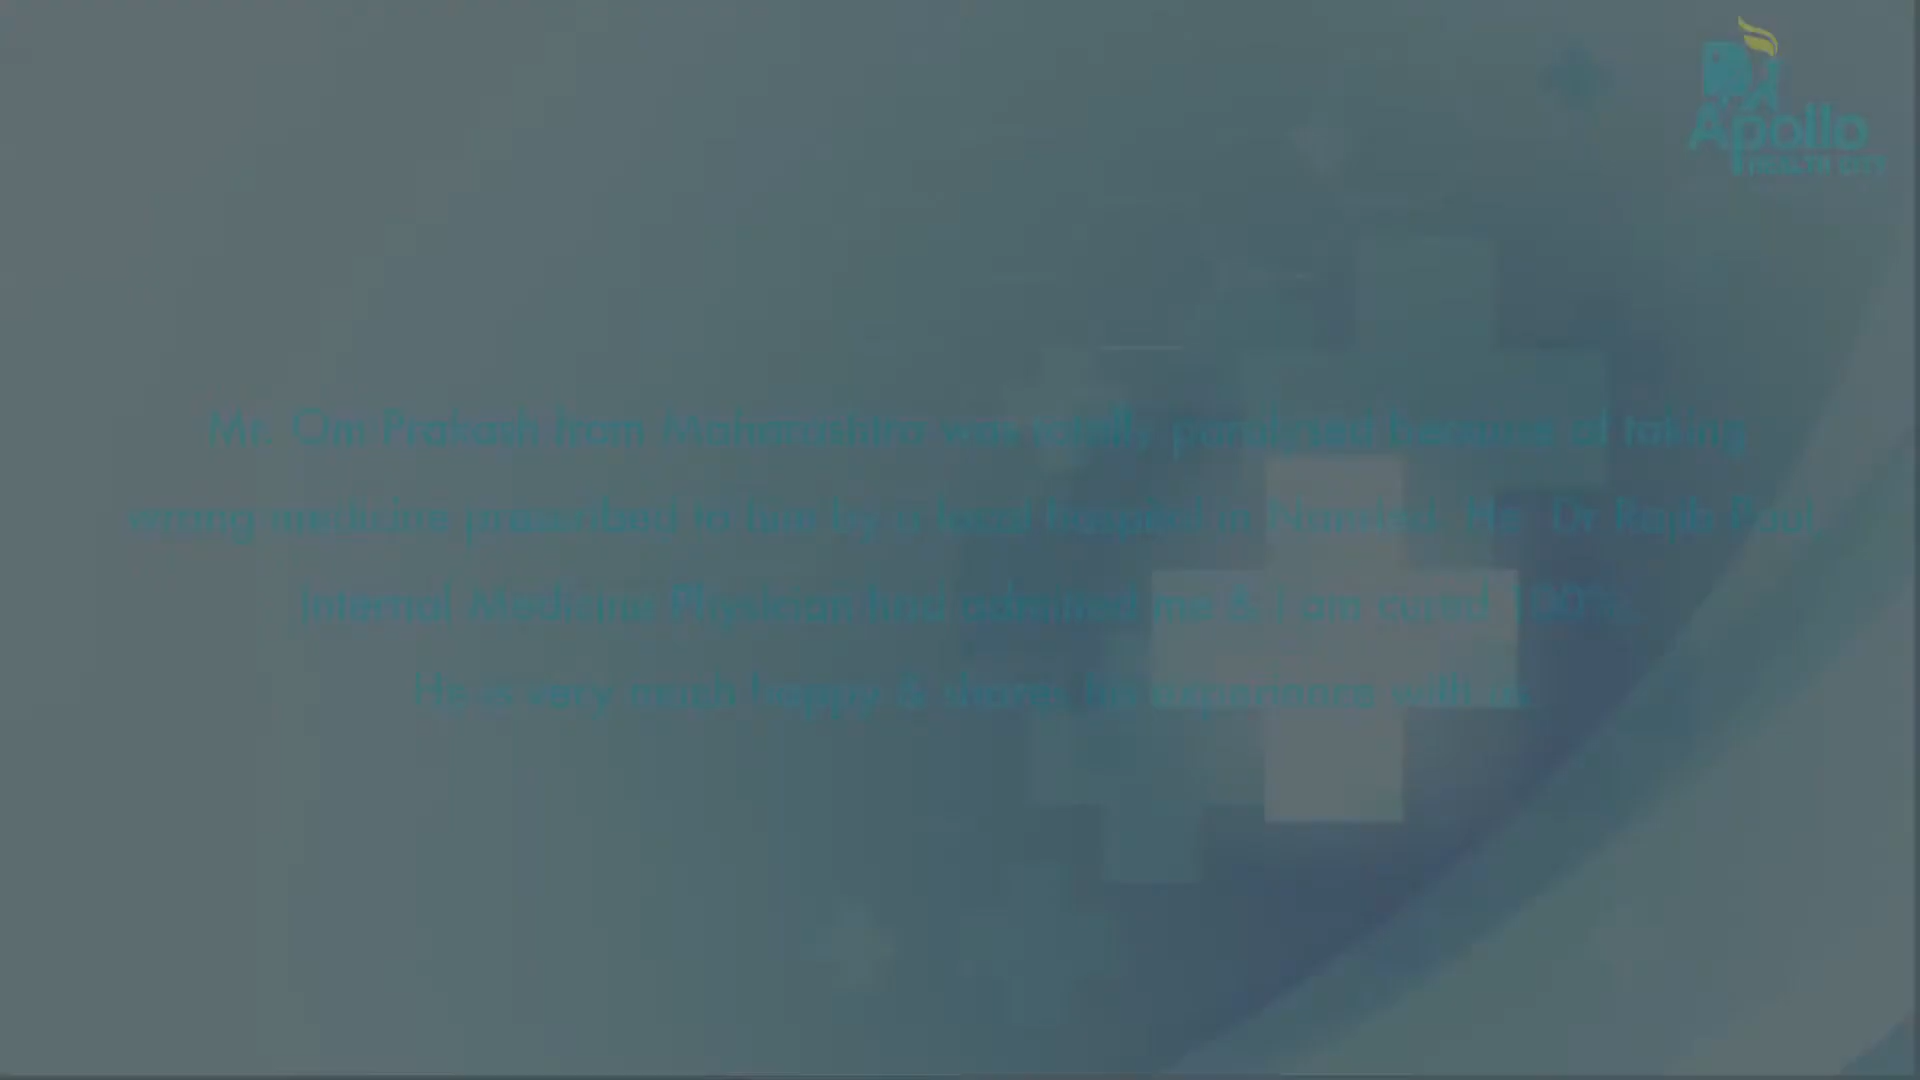 Apollo
HEALTH CITY
Mr. Om Prakash from Maharashtra was totally paralysed because of taking
wrong medicine prescribed to him by a local hospital in Nanded. He Dr Rajib Paul,
Internal Medicine Physician had admitted me & I am cured 100%.
He is very much happy & shares his experience with us